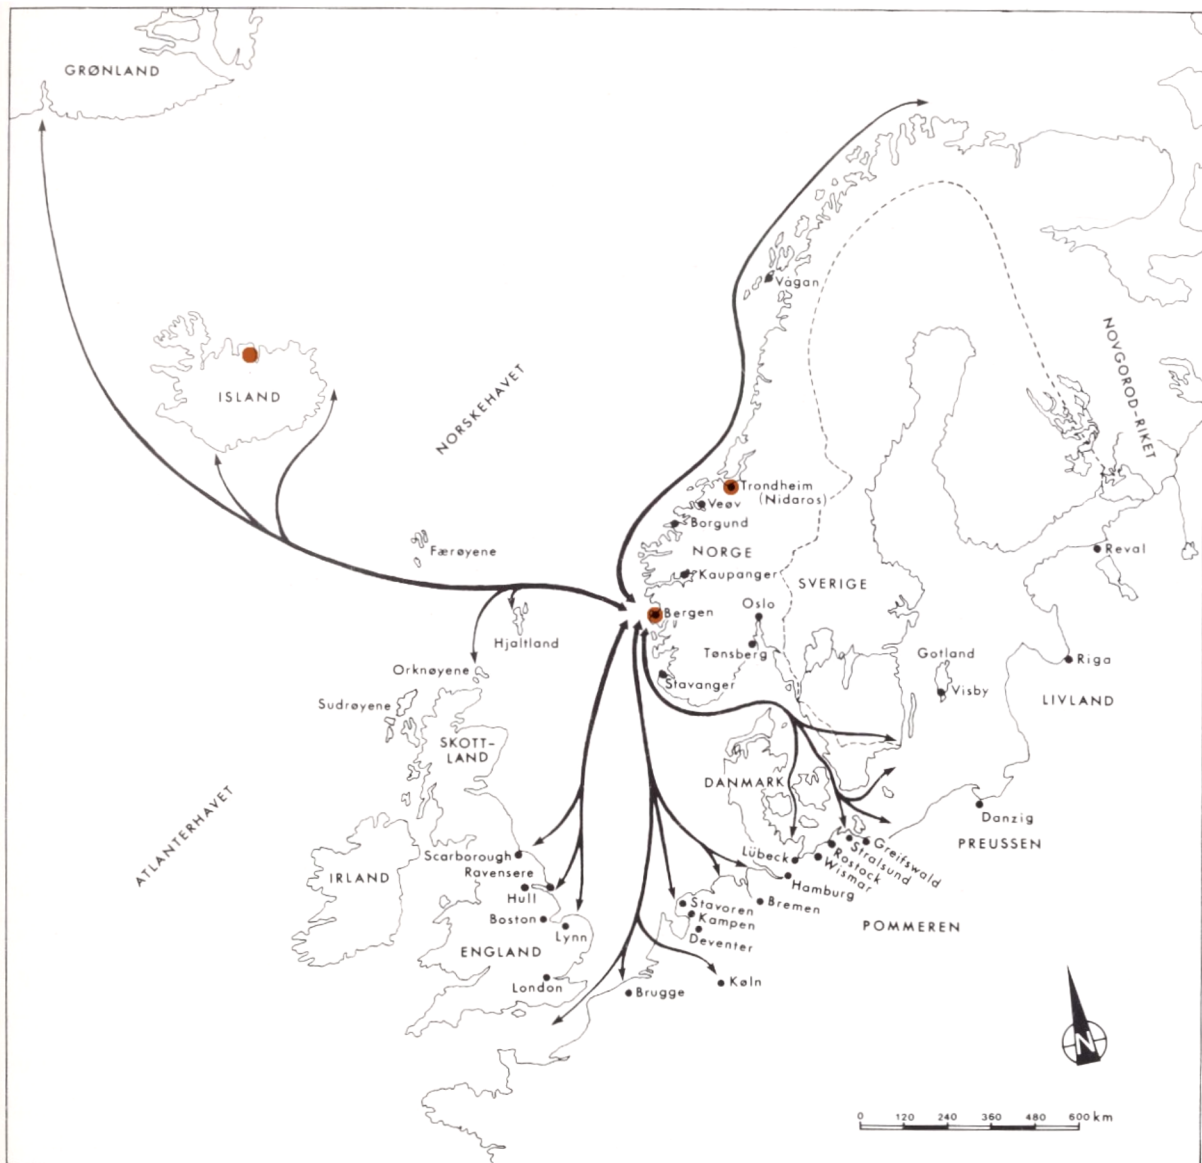 GRØNLAND
Vågan
NOVGOROD-RIKET
ISLAND
NORSKEHAVET
Trondheim
(Nidaros)
Veøv
Borgund
Færøyene
NORGE
Reval
Kaupanger
SVERIGE
Bergen
Oslo
Hjaltland
Tønsberg
Gotland
Riga
Orknøyene
Stavanger
Visby
LIVLAND
Sudrøyene
SKOTT-
LAND
DANMARK
ATLANTERHAVET
Danzig
PREUSSEN
Scarborough
Lübeck
Greifswald
Stralsund
Rostock
Wismar
Ravensere
IRLAND
Hull
Hamburg
Stavoren
Bremen
Boston
Kampen
Lynn
Deventer
POMMEREN
ENGLAND
London
Brugge
Køln
N
0 120 240 360 480 600 km